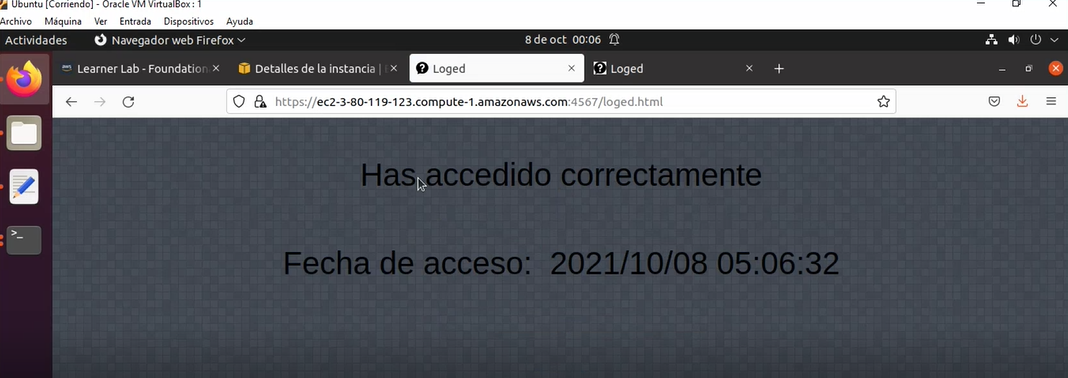 Ubuntu [Corriendo] - Oracle VM VirtualBox : 1
Archivo Máquina Ver Entrada Dispositivos Ayuda
Actividades Navegador web Firefox 8 de oct 00:06
Learner Lab - Foundation Detalles de la instancia | Loged Loged
https://ec2-3-80-119-123.compute-1.amazonaws.com:4567/loged.html
Has accedido correctamente
Fecha de acceso: 2021/10/08 05:06:32